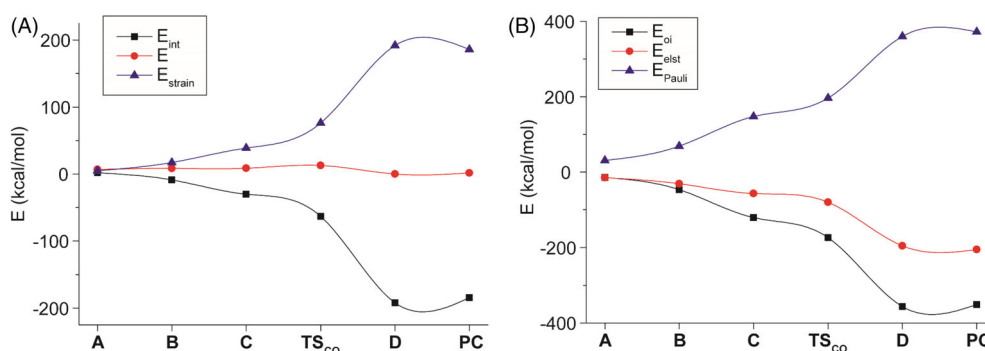 (A)
E_int
E
E_strain
E (kcal/mol)
200
100
0
-100
-200
A B C TS_CO D PC
(B)
E_oi
E_elst
E_Pauli
E (kcal/mol)
400
200
0
-200
-400
A B C TS_CO D PC